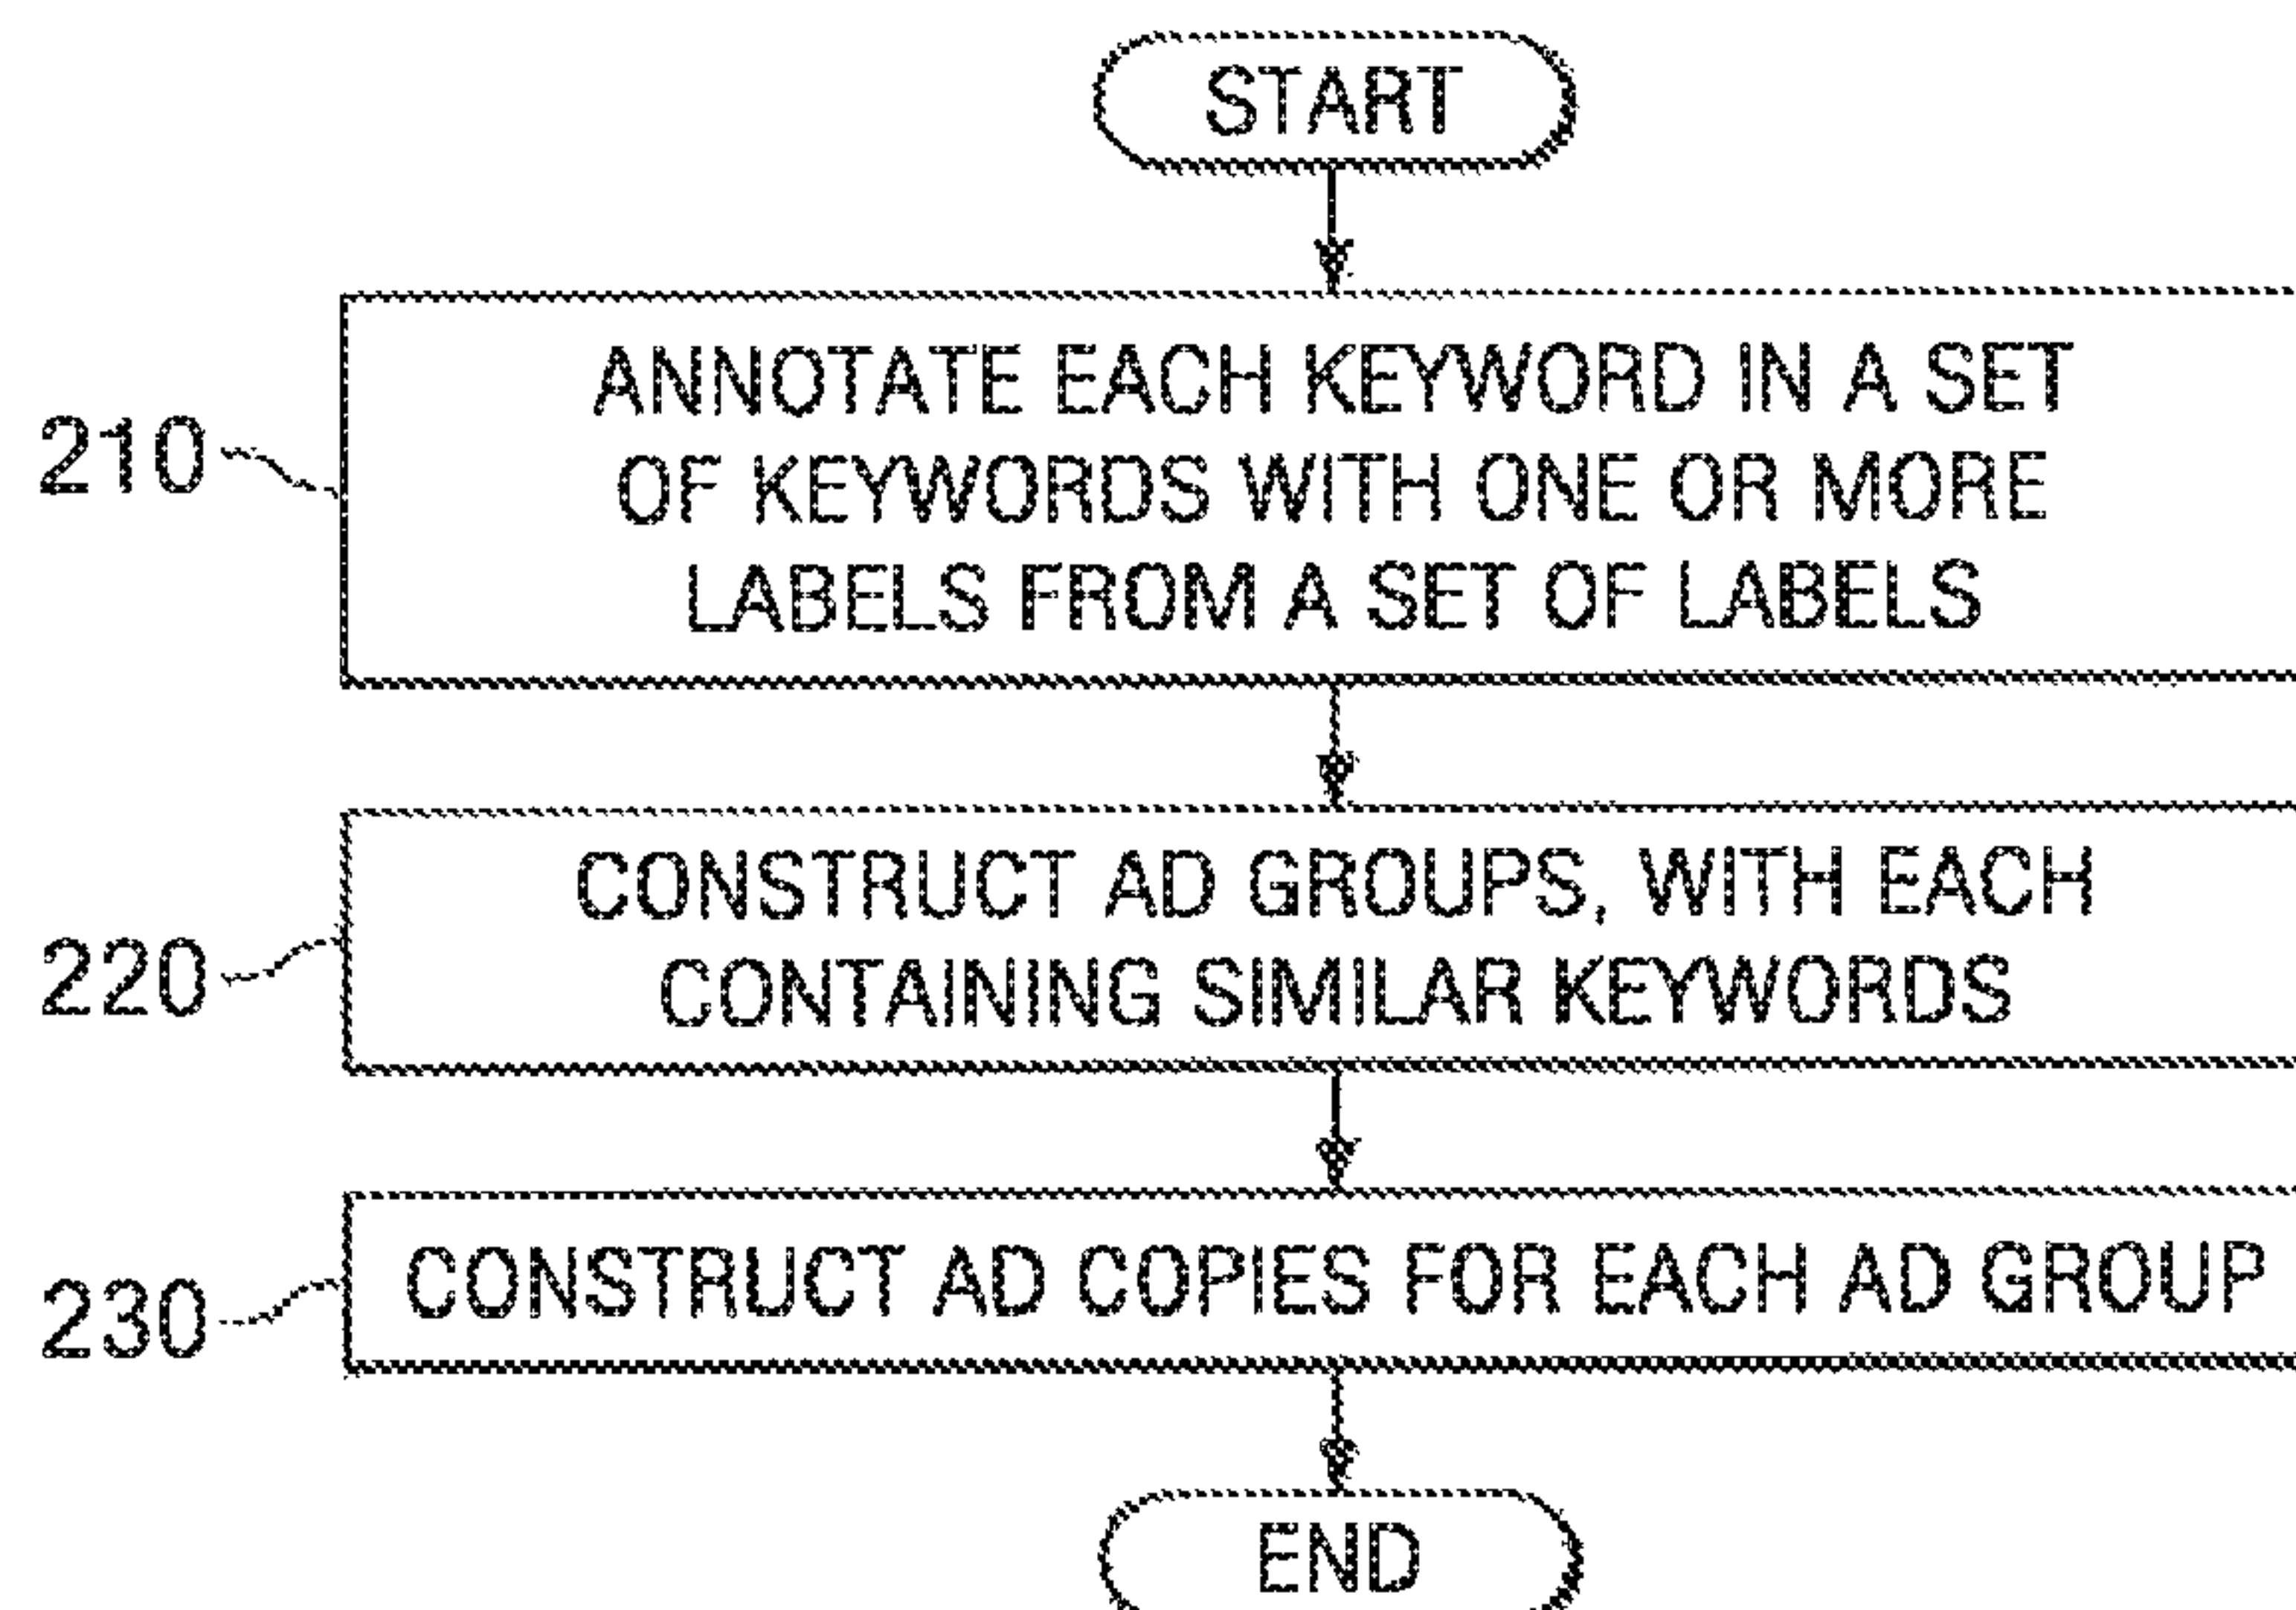 START
210
ANNOTATE EACH KEYWORD IN A SET
OF KEYWORDS WITH ONE OR MORE
LABELS FROM A SET OF LABELS
220
CONSTRUCT AD GROUPS, WITH EACH
CONTAINING SIMILAR KEYWORDS
230
CONSTRUCT AD COPIES FOR EACH AD GROUP
END